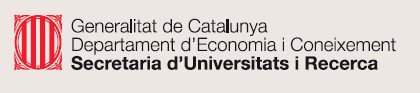 Generalitat de Catalunya
Departament d'Economia i Coneixement
Secretaria d'Universitats i Recerca